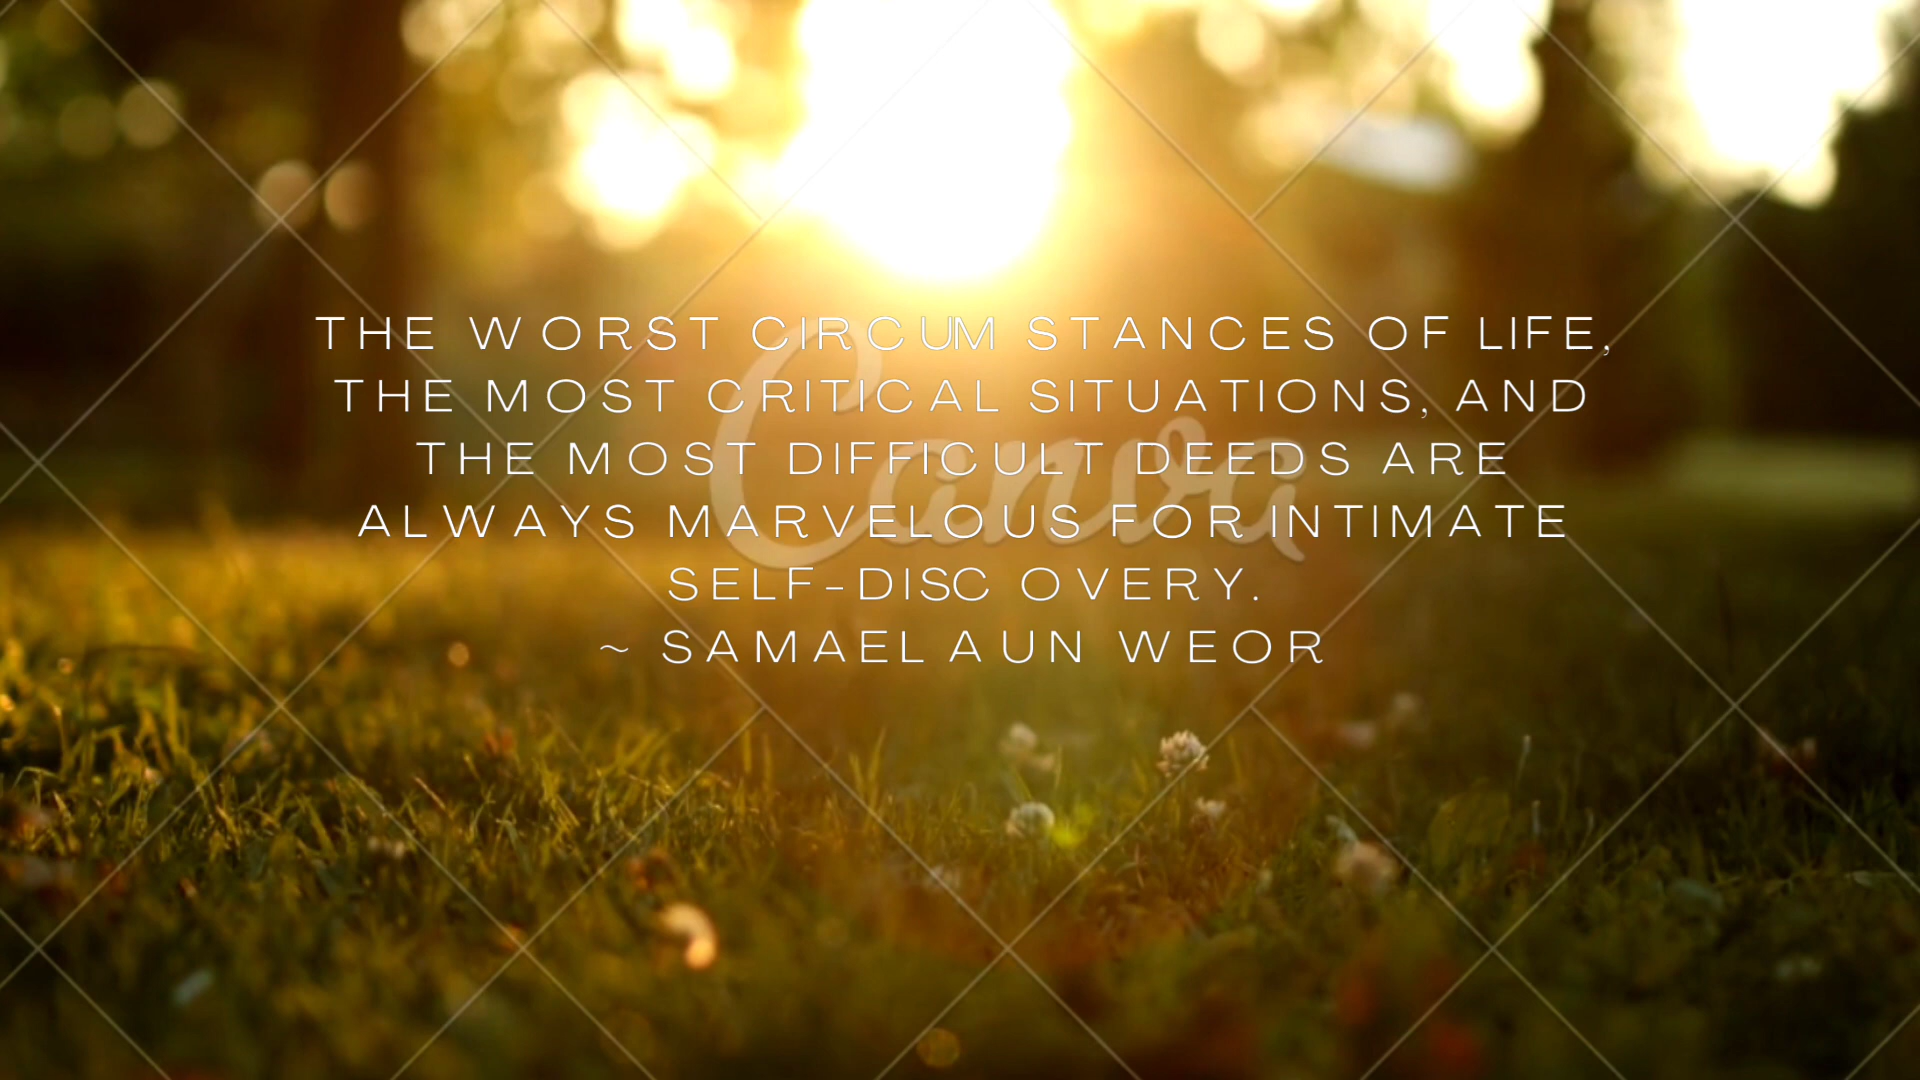 THE WORST CIRCUMSTANCES OF LIFE,
THE MOST CRITICAL SITUATIONS, AND
THE MOST DIFFICULT DEEDS ARE
ALWAYS MARVELOUS FOR INTIMATE
SELF-DISCOVERY.
~ SAMAEL AUN WEOR
Canva